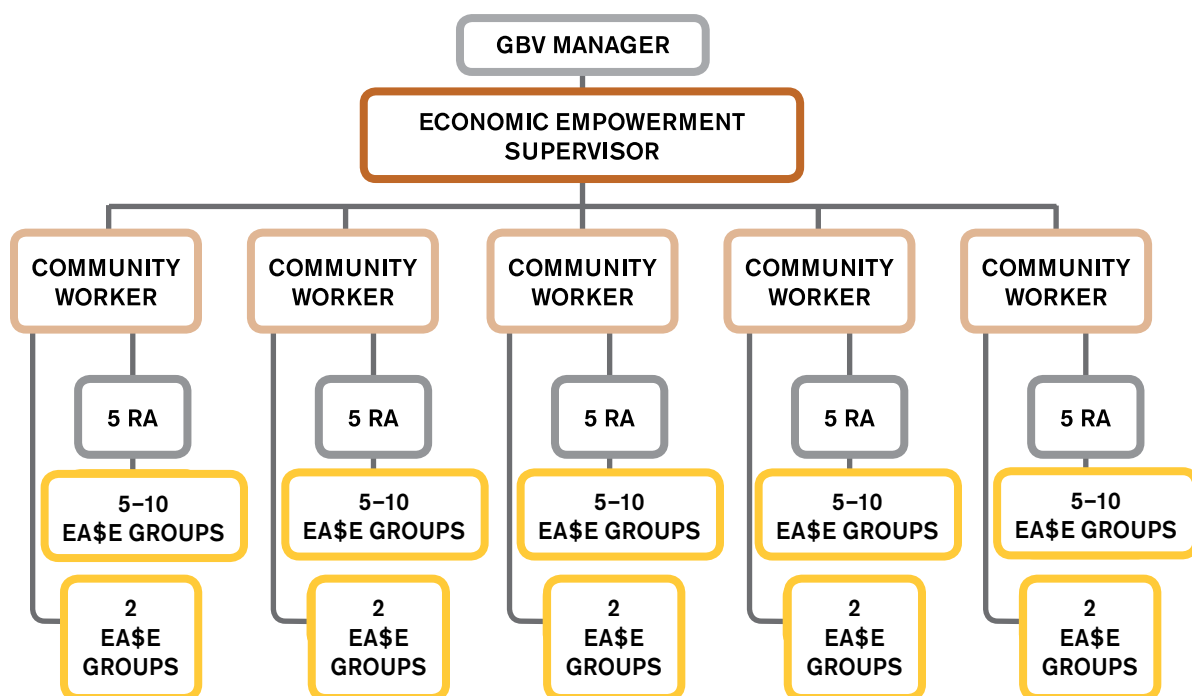 GBV MANAGER
ECONOMIC EMPOWERMENT
SUPERVISOR
COMMUNITY
WORKER
COMMUNITY
WORKER
COMMUNITY
WORKER
COMMUNITY
WORKER
COMMUNITY
WORKER
5 RA
5 RA
5 RA
5 RA
5 RA
5–10
EA$E GROUPS
5–10
EA$E GROUPS
5–10
EA$E GROUPS
5–10
EA$E GROUPS
5–10
EA$E GROUPS
2
EA$E
GROUPS
2
EA$E
GROUPS
2
EA$E
GROUPS
2
EA$E
GROUPS
2
EA$E
GROUPS